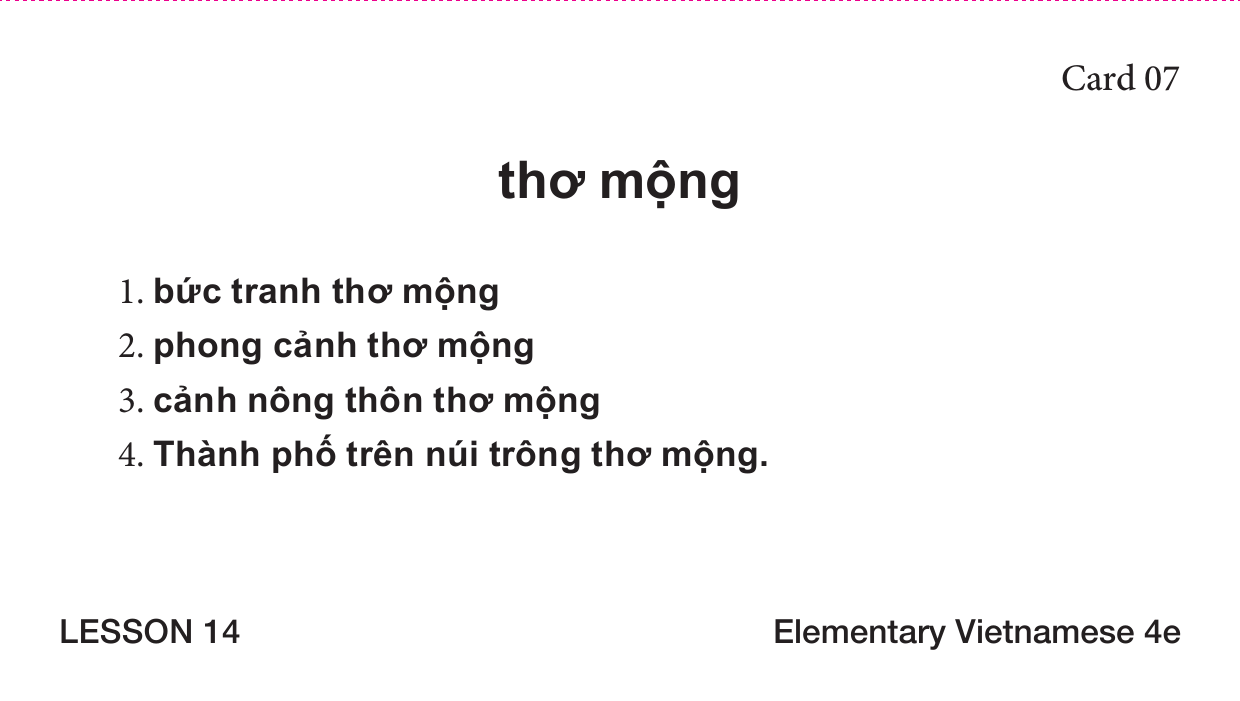 Card 07
thơ mộng
1. bức tranh thơ mộng
2. phong cảnh thơ mộng
3. cảnh nông thôn thơ mộng
4. Thành phố trên núi trông thơ mộng.
LESSON 14 Elementary Vietnamese 4e